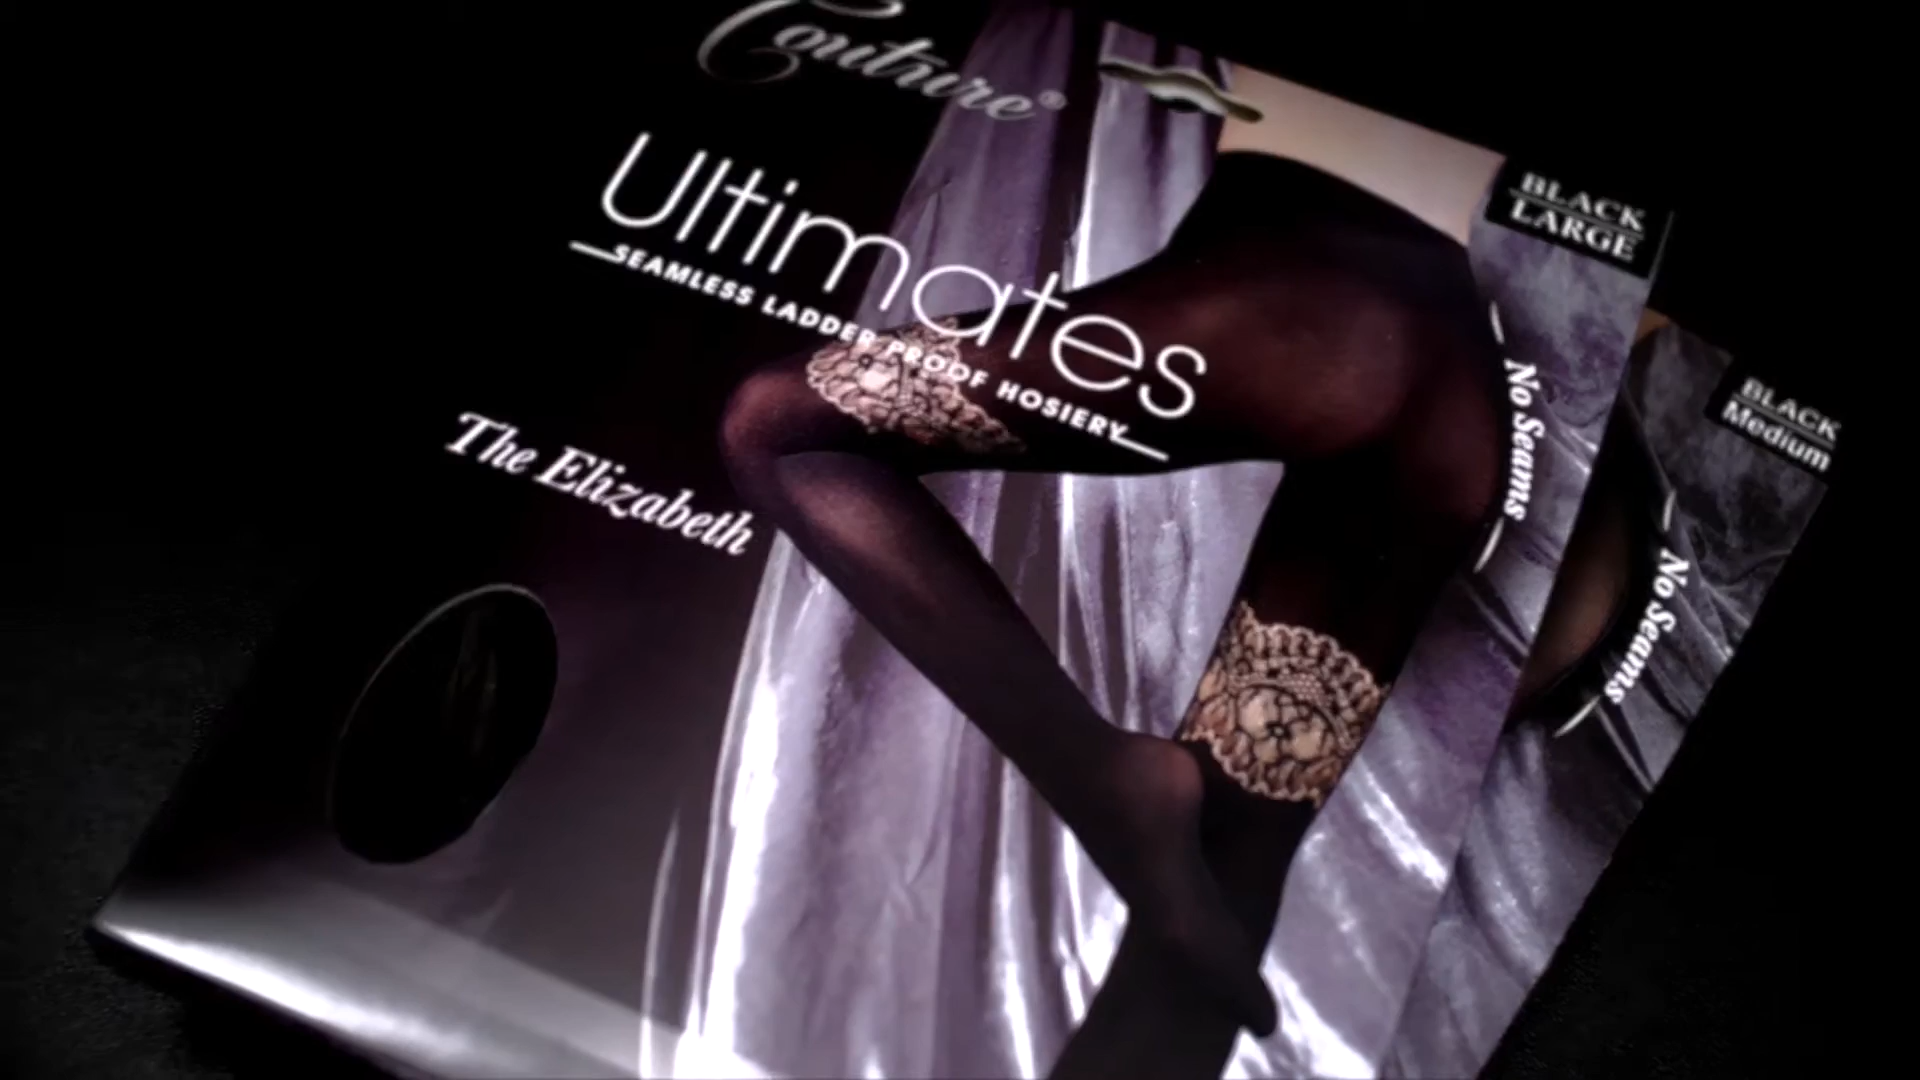 Couture®
Ultimates
SEAMLESS LADDER PROOF HOSIERY
The Elizabeth
BLACK
LARGE
No Seams
BLACK
Medium
No Seams